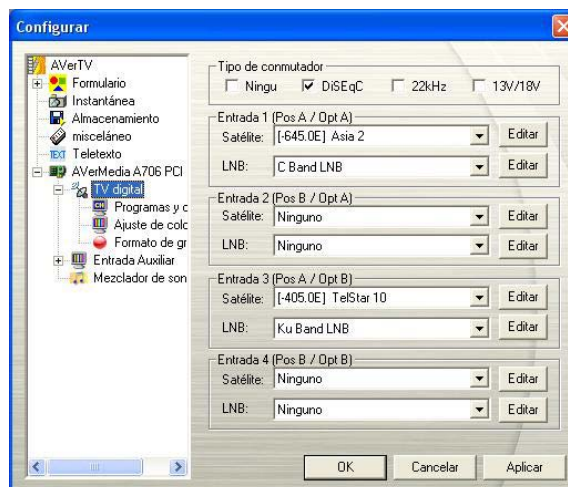 Configurar
AVerTV
Formulario
Instantánea
Almacenamiento
misceláneo
TEXT Teletexto
AVerMedia A706 PCI
TV digital
CH Programas y c
Ajuste de colc
Formato de gr
Entrada Auxiliar
Mezclador de son
Tipo de conmutador
Ningu DiSEqC 22kHz 13V/18V
Entrada 1 (Pos A / Opt A)
Satélite: [-645.0E] Asia 2 Editar
LNB: C Band LNB Editar
Entrada 2 (Pos B / Opt A)
Satélite: Ninguno Editar
LNB: Ninguno Editar
Entrada 3 (Pos A / Opt B)
Satélite: [-405.0E] TelStar 10 Editar
LNB: Ku Band LNB Editar
Entrada 4 (Pos B / Opt B)
Satélite: Ninguno Editar
LNB: Ninguno Editar
OK Cancelar Aplicar